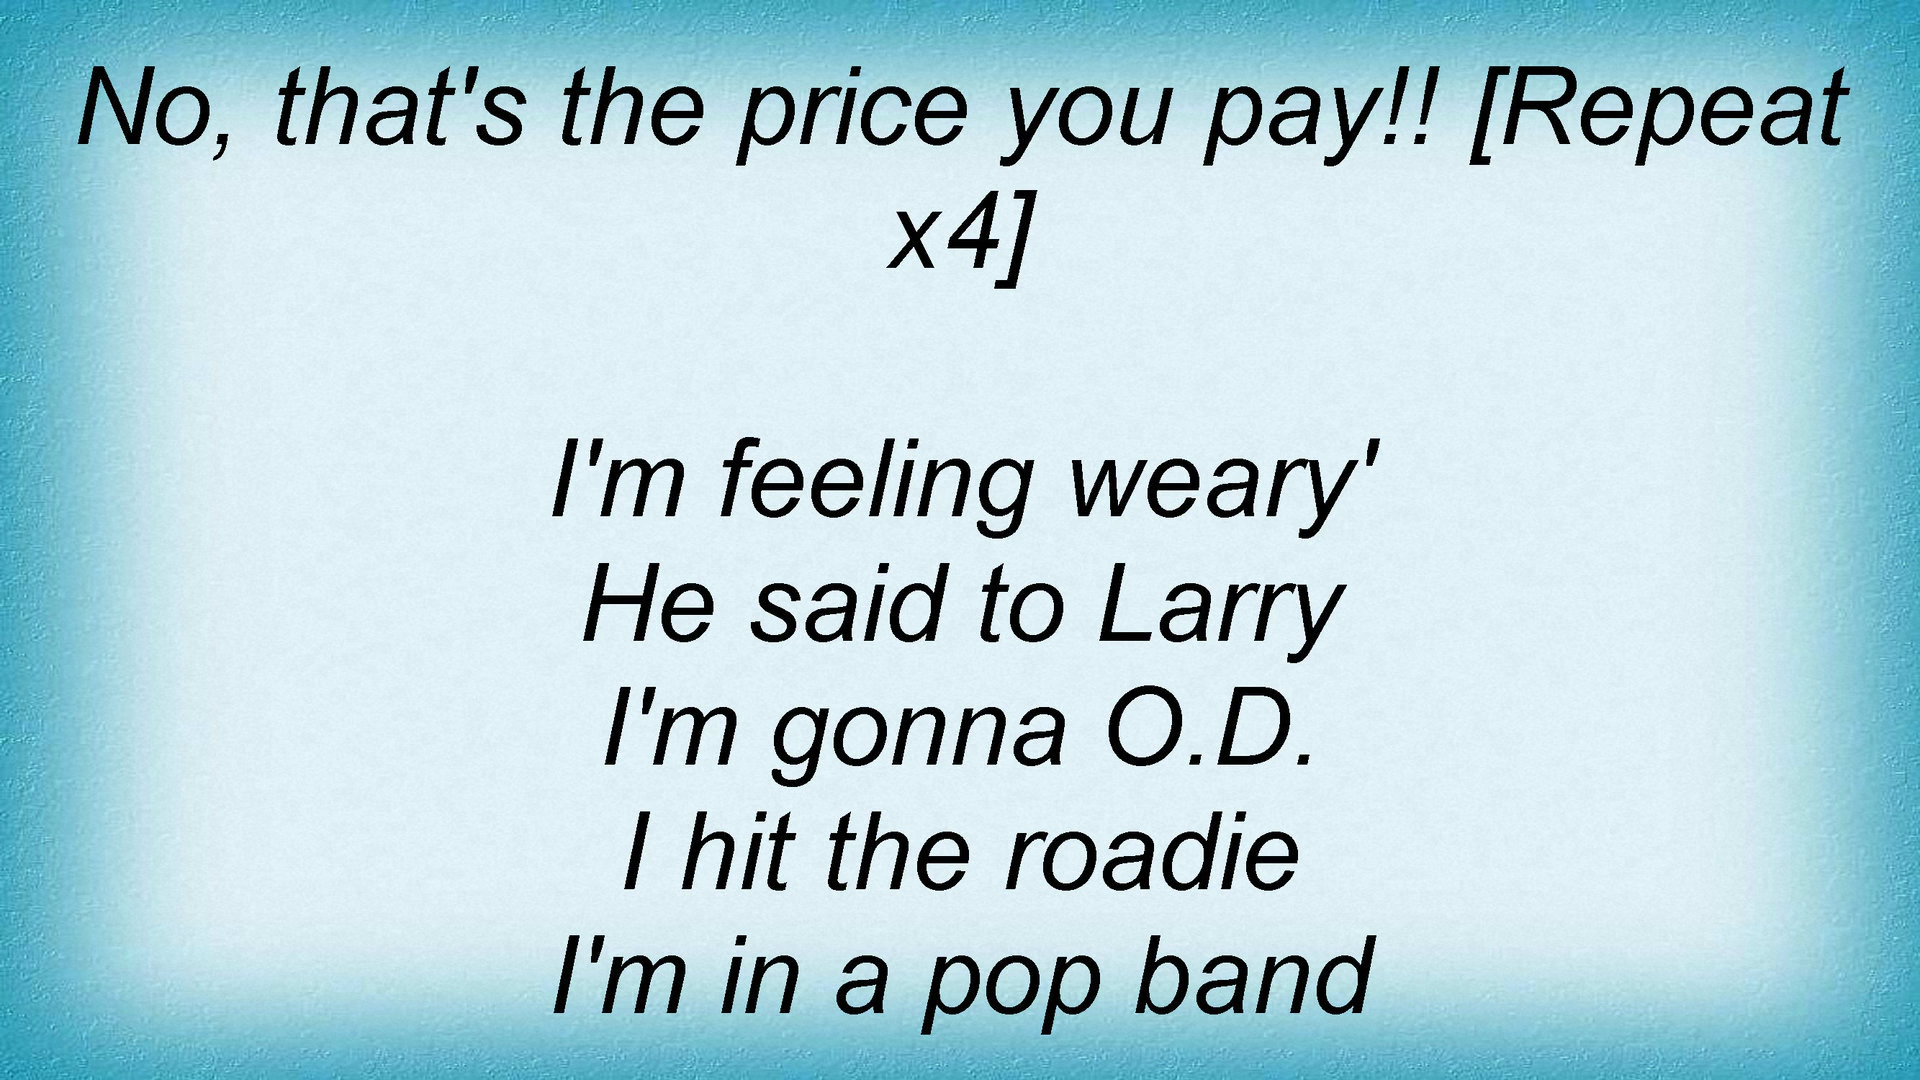 No, that's the price you pay!! [Repeat
x4]
I'm feeling weary'
He said to Larry
I'm gonna O.D.
I hit the roadie
I'm in a pop band